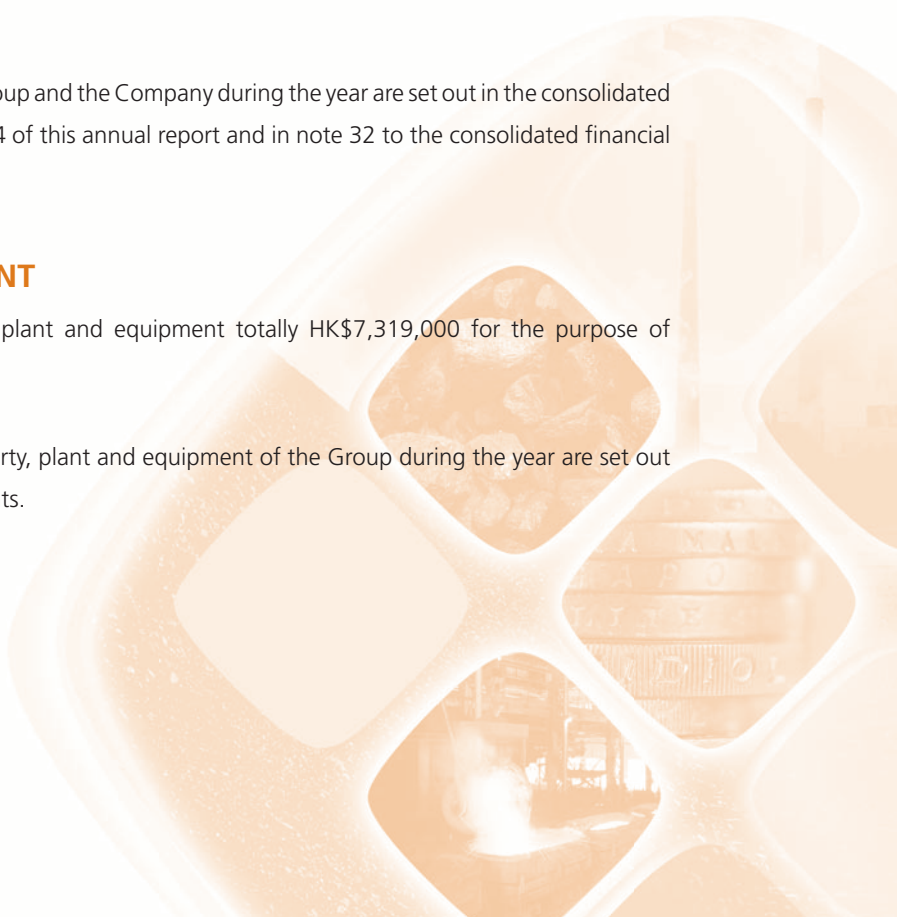 oup and the Company during the year are set out in the consolidated
4 of this annual report and in note 32 to the consolidated financial
NT
plant and equipment totally HK$7,319,000 for the purpose of
rty, plant and equipment of the Group during the year are set out
ts.